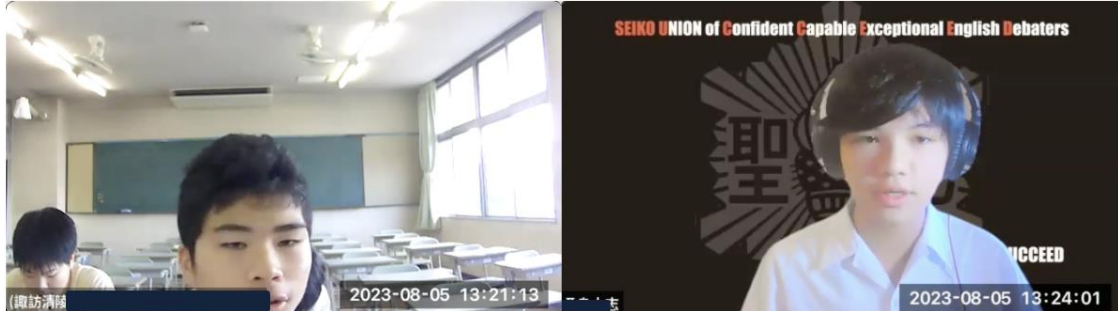 SEIKO UNION of Confident Capable Exceptional English Debaters
聖
UCCEED
(諏訪清陵
2023-08-05 13:21:13
志
2023-08-05 13:24:01